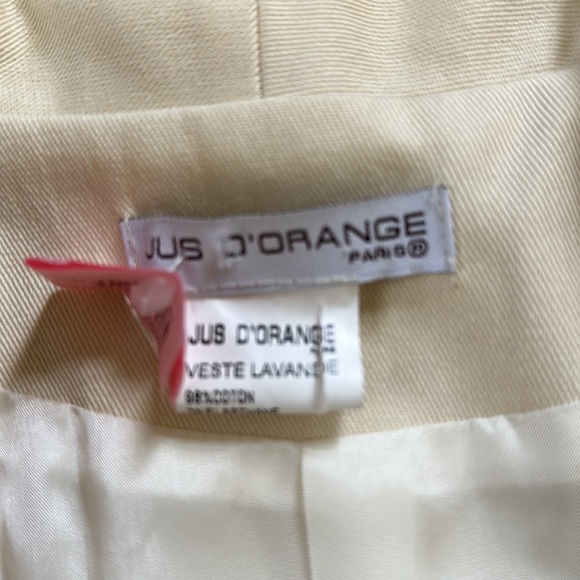 JUS D'ORANGE
PARIS ®
JUS D'ORANGE
VESTE LAVANDE
98%COTON